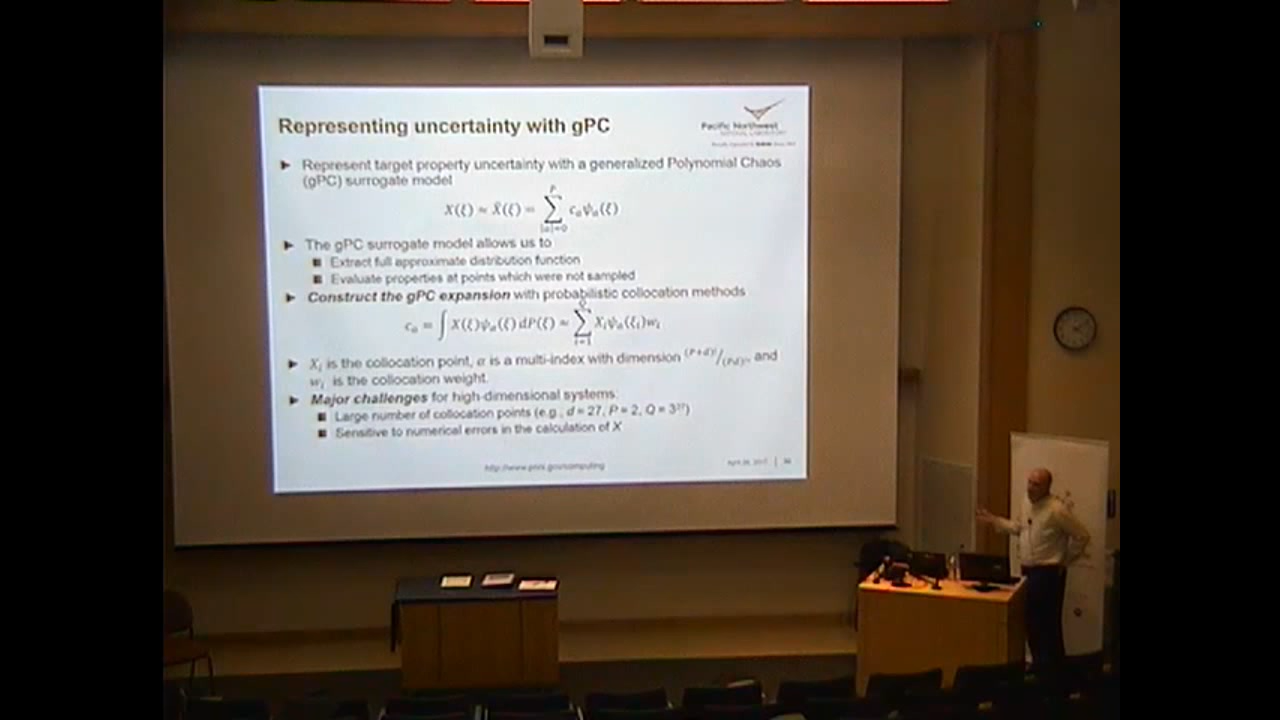 Representing uncertainty with gPC
Pacific Northwest
NATIONAL LABORATORY
► Represent target property uncertainty with a generalized Polynomial Chaos
(gPC) surrogate model
X(ξ) ≈ X̂(ξ) = ∑_{|α|=0}^{P} c_α ψ_α(ξ)
► The gPC surrogate model allows us to
■ Extract full approximate distribution function
■ Evaluate properties at points which were not sampled
► Construct the gPC expansion with probabilistic collocation methods
c_α = ∫ X(ξ)ψ_α(ξ) dP(ξ) ≈ ∑_{i=1}^{Q} X_i ψ_α(ξ_i) w_i
► X_i is the collocation point, α is a multi-index with dimension (P+d)!/ and
w_i is the collocation weight.
► Major challenges for high-dimensional systems:
■ Large number of collocation points (e.g., d = 27, P = 2, Q = 3²⁷)
■ Sensitive to numerical errors in the calculation of X
http://www.pnnl.gov/computing